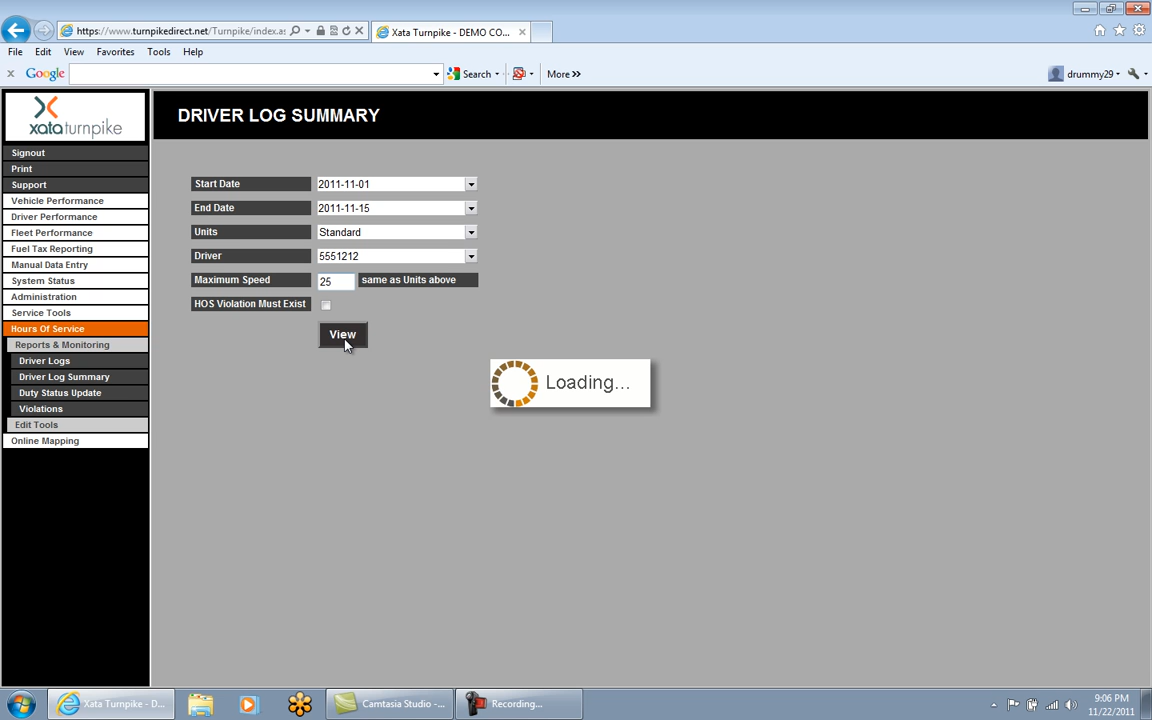 https://www.turnpikedirect.net/Turnpike/index.as
Xata Turnpike - DEMO CO...
File Edit View Favorites Tools Help
Google Search More »
drummy29
xataturnpike
DRIVER LOG SUMMARY
Signout
Print
Support
Vehicle Performance
Driver Performance
Fleet Performance
Fuel Tax Reporting
Manual Data Entry
System Status
Administration
Service Tools
Hours Of Service
Reports & Monitoring
Driver Logs
Driver Log Summary
Duty Status Update
Violations
Edit Tools
Online Mapping
Start Date 2011-11-01
End Date 2011-11-15
Units Standard
Driver 5551212
Maximum Speed 25 same as Units above
HOS Violation Must Exist
View
Loading...
Xata Turnpike - D...
Camtasia Studio -...
Recording...
9:06 PM
11/22/2011